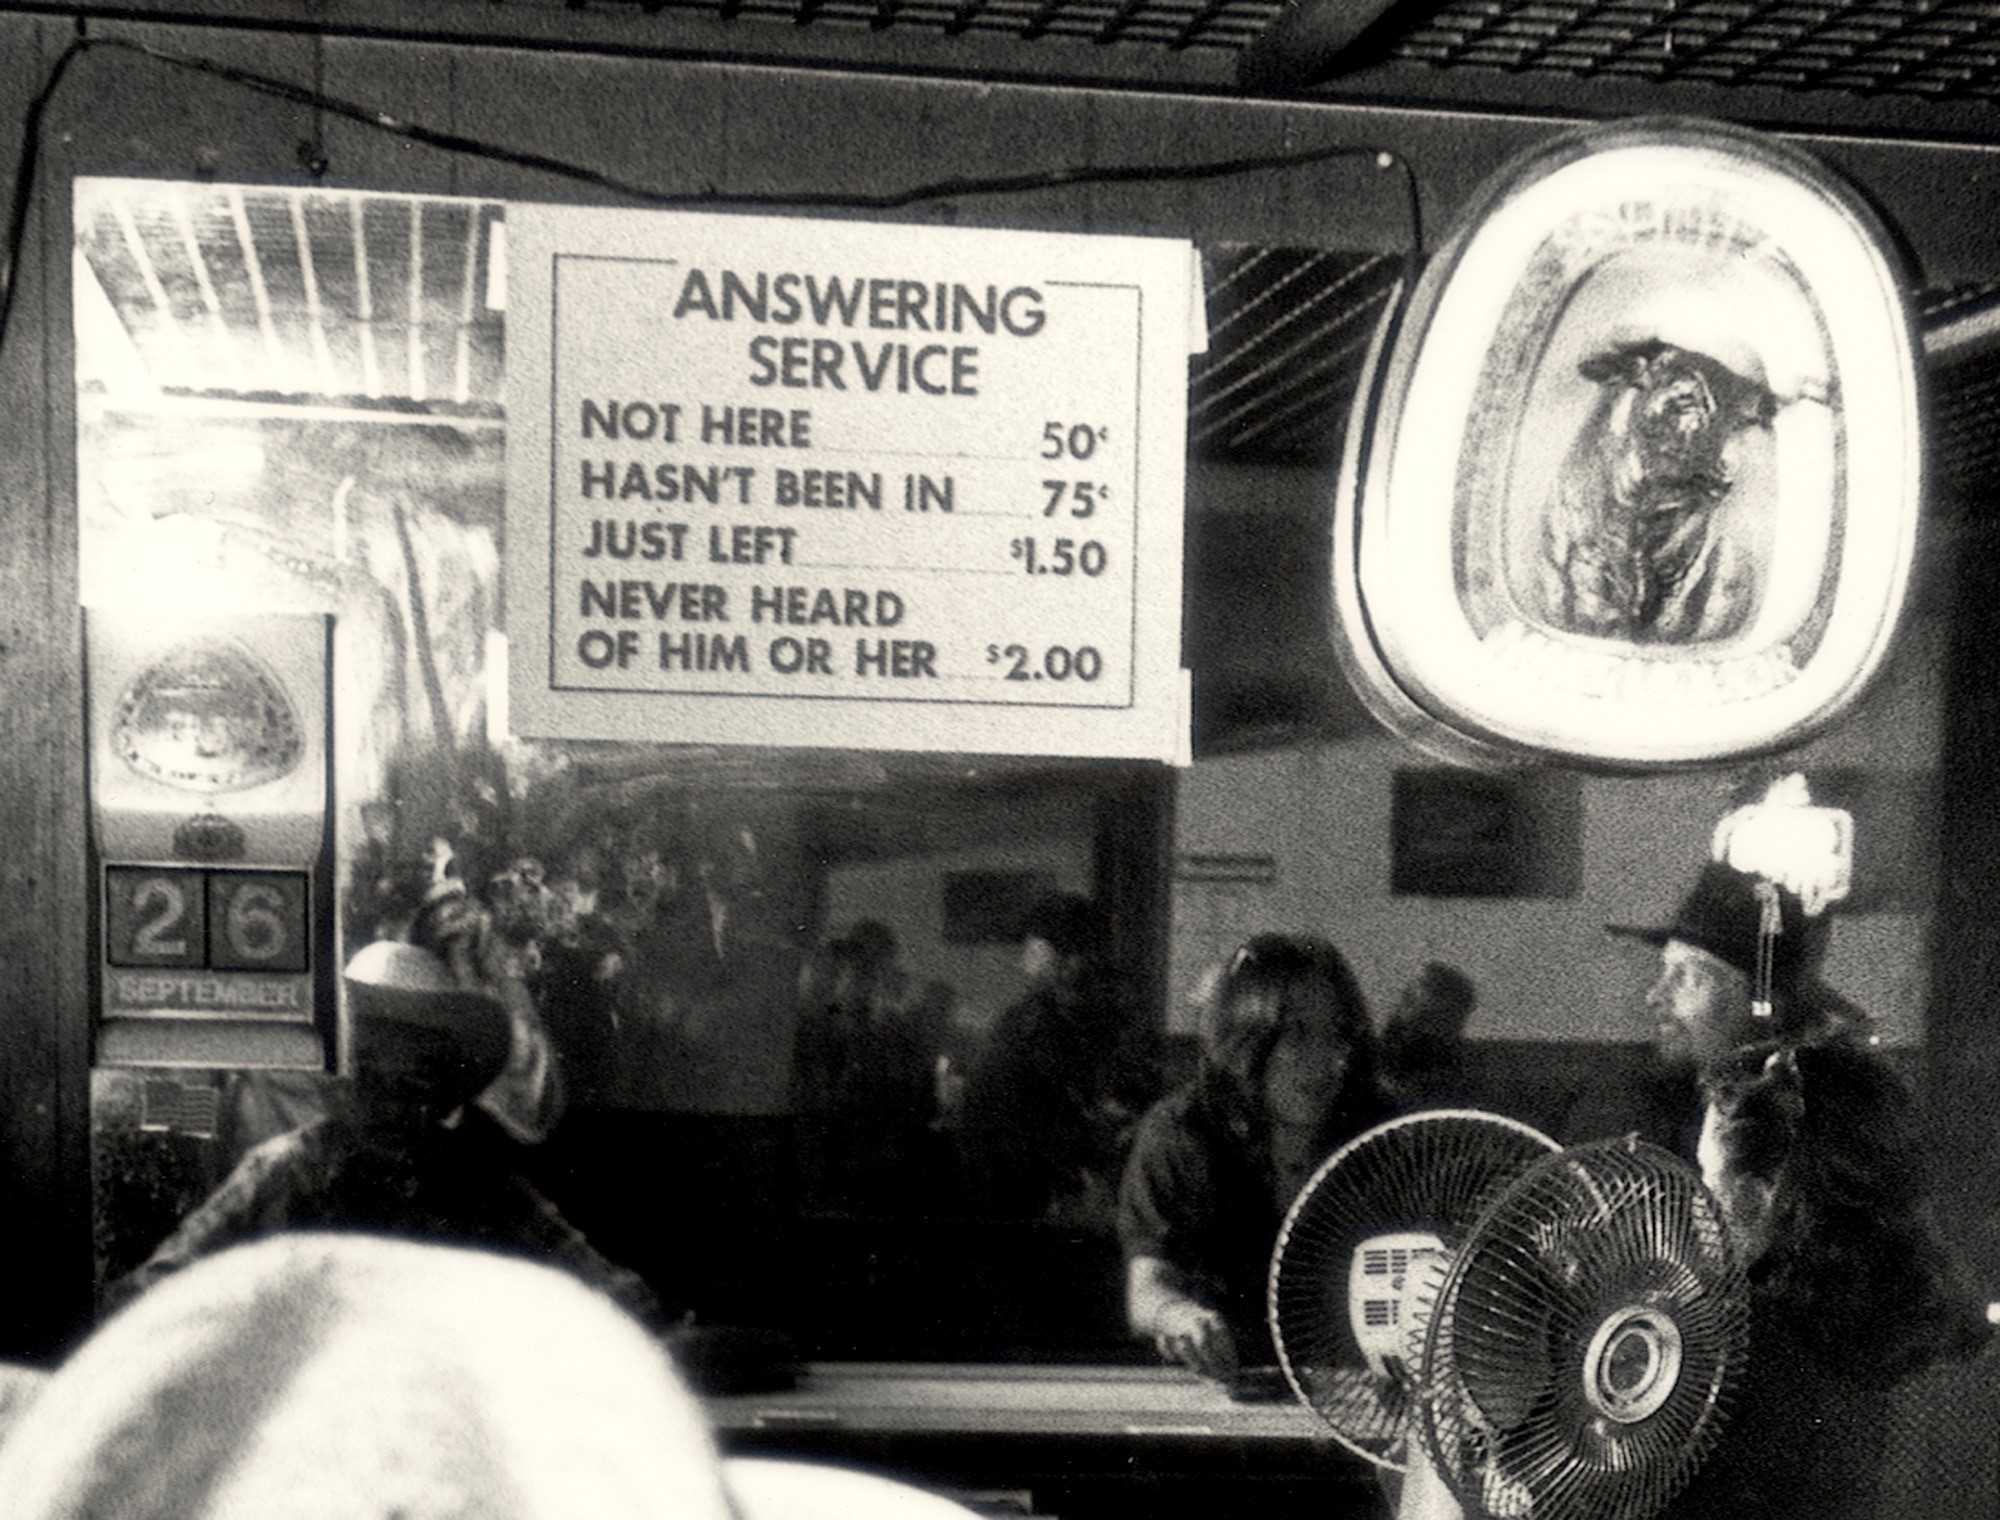 ANSWERING
SERVICE
NOT HERE 50¢
HASN'T BEEN IN 75¢
JUST LEFT $1.50
NEVER HEARD
OF HIM OR HER $2.00
26
SEPTEMBER